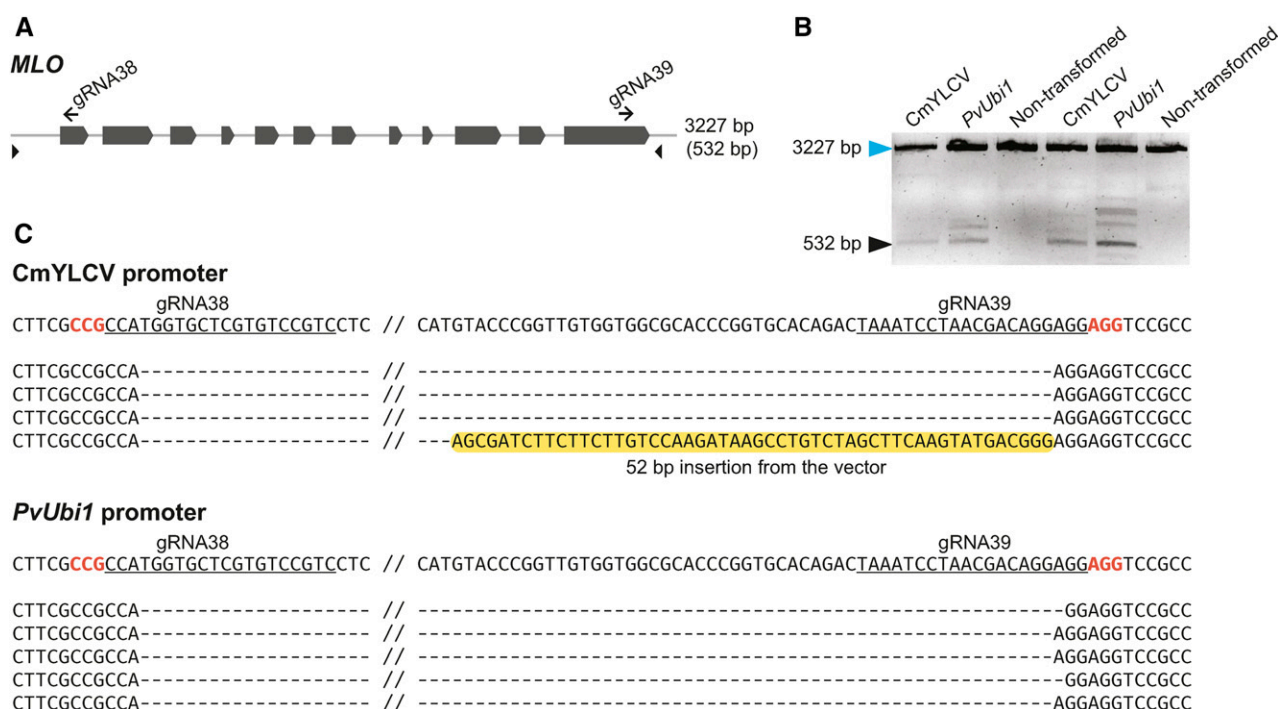 A
MLO
gRNA38
gRNA39
3227 bp
(532 bp)
B
CmYLCV
PvUbi1
Non-transformed
CmYLCV
PvUbi1
Non-transformed
3227 bp
532 bp
C
CmYLCV promoter
gRNA38 gRNA39
CTTCGCCGCCATGGTGCTCGTGTCCGTCCTC // CATGTACCCGGTTGTGGTGGCGCACCCGGTGCACAGACTAAATCCTAACGACAGGAGGAGGTCCGCC
CTTCGCCGCCA-------------------- // -------------------------------------------------------AGGAGGTCCGCC
CTTCGCCGCCA-------------------- // -------------------------------------------------------AGGAGGTCCGCC
CTTCGCCGCCA-------------------- // -------------------------------------------------------AGGAGGTCCGCC
CTTCGCCGCCA-------------------- // ---AGCGATCTTCTTCTTGTCCAAGATAAGCCTGTCTAGCTTCAAGTATGACGGGAGGAGGTCCGCC
52 bp insertion from the vector
PvUbi1 promoter
gRNA38 gRNA39
CTTCGCCGCCATGGTGCTCGTGTCCGTCCTC // CATGTACCCGGTTGTGGTGGCGCACCCGGTGCACAGACTAAATCCTAACGACAGGAGGAGGTCCGCC
CTTCGCCGCCA-------------------- // --------------------------------------------------------GGAGGTCCGCC
CTTCGCCGCCA-------------------- // -------------------------------------------------------AGGAGGTCCGCC
CTTCGCCGCCA-------------------- // -------------------------------------------------------AGGAGGTCCGCC
CTTCGCCGCCA-------------------- // --------------------------------------------------------GGAGGTCCGCC
CTTCGCCGCCA-------------------- // -------------------------------------------------------AGGAGGTCCGCC